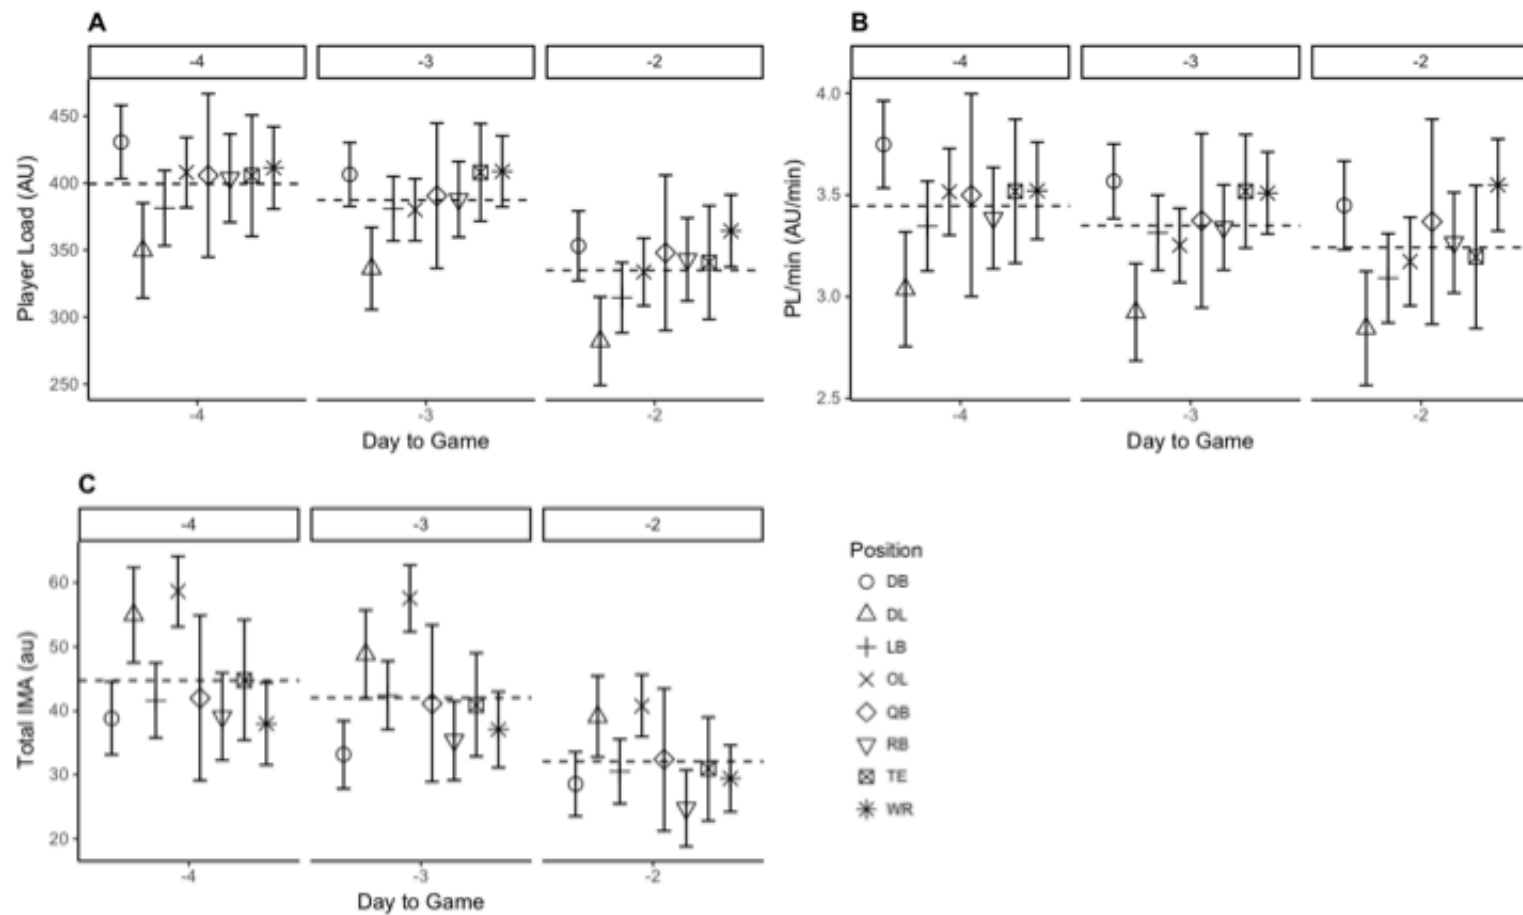 A
-4
-3
-2
Player Load (AU)
450
400
350
300
250
-4
-3
-2
Day to Game
B
-4
-3
-2
PL/min (AU/min)
4.0
3.5
3.0
2.5
-4
-3
-2
Day to Game
C
-4
-3
-2
Total IMA (au)
60
50
40
30
20
-4
-3
-2
Day to Game
Position
DB
DL
LB
OL
QB
RB
TE
WR